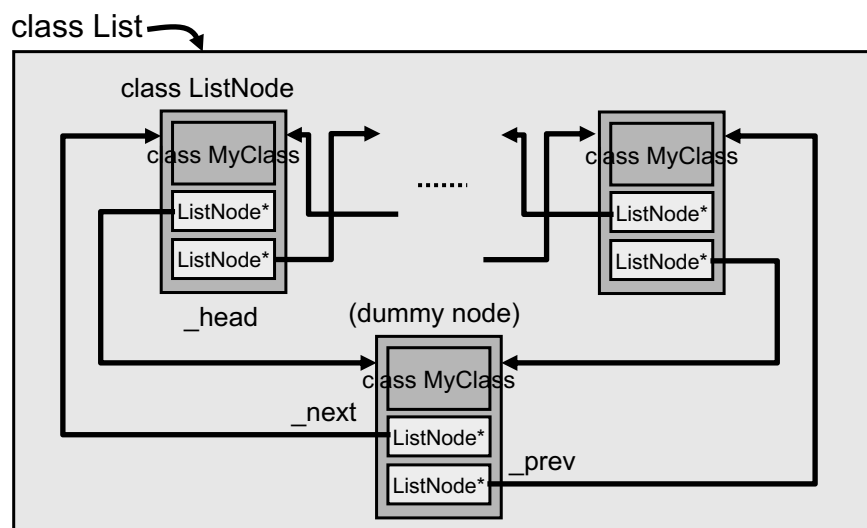 class List
class ListNode
class MyClass
ListNode*
ListNode*
_head
........
class MyClass
ListNode*
ListNode*
(dummy node)
class MyClass
_next
ListNode*
ListNode*
_prev